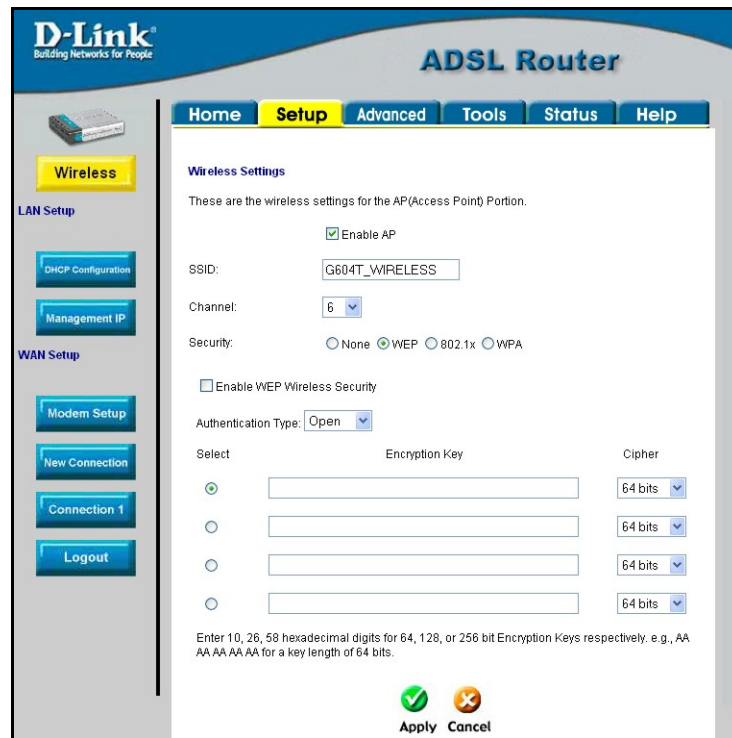 D-Link
Building Networks for People
ADSL Router
Home Setup Advanced Tools Status Help
Wireless
LAN Setup
DHCP Configuration
Management IP
WAN Setup
Modem Setup
New Connection
Connection 1
Logout
Wireless Settings
These are the wireless settings for the AP(Access Point) Portion.
Enable AP
SSID: G604T_WIRELESS
Channel: 6
Security: None WEP 802.1x WPA
Enable WEP Wireless Security
Authentication Type: Open
Select Encryption Key Cipher
64 bits
64 bits
64 bits
64 bits
Enter 10, 26, 58 hexadecimal digits for 64, 128, or 256 bit Encryption Keys respectively. e.g., AA
AA AA AA AA for a key length of 64 bits.
Apply Cancel